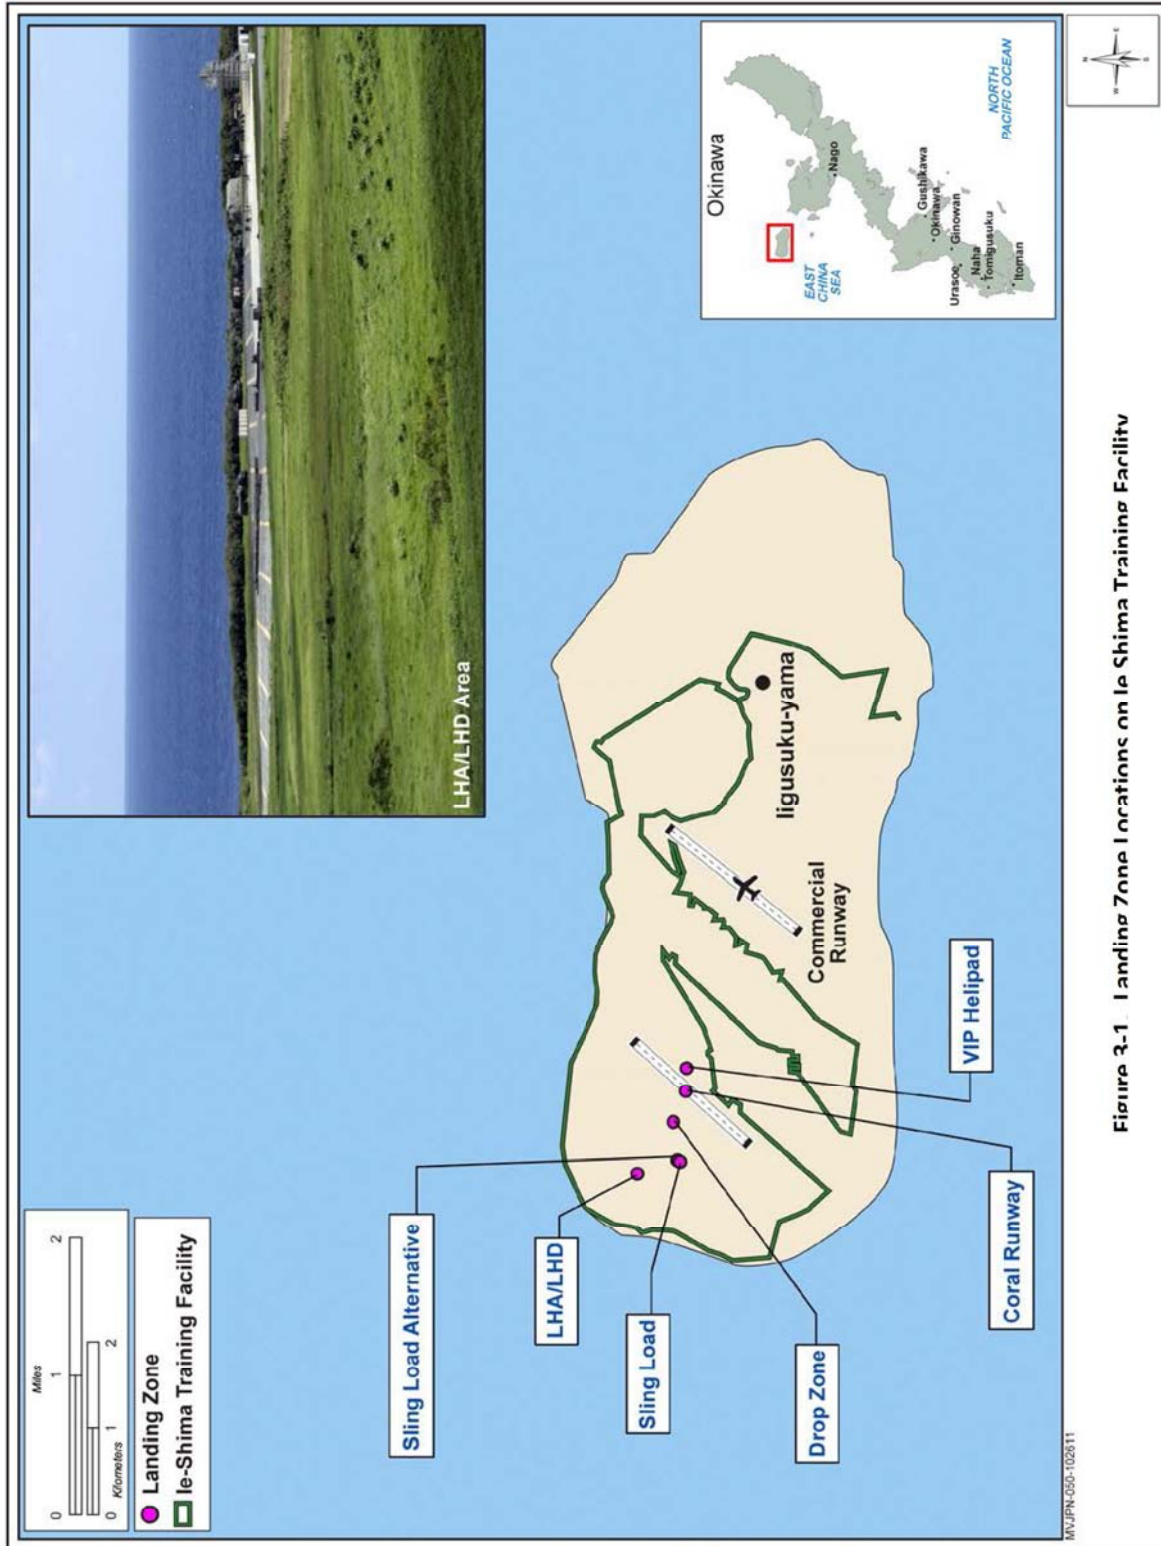 Miles
0 1 2
0 1 2
Kilometers
Landing Zone
Ie-Shima Training Facility
LHA/LHD Area
Sling Load Alternative
LHA/LHD
Sling Load
Drop Zone
Coral Runway
VIP Helipad
Commercial
Runway
Iigusuku-yama
Okinawa
EAST
CHINA
SEA
Nago
Gushikawa
Okinawa
Ginowan
Urasoe
Naha
Tomigusuku
Itoman
NORTH
PACIFIC OCEAN
N
W E
S
MVJPN-050-102611
Figure 3-1. Landing Zone Locations on Ie Shima Training Facility